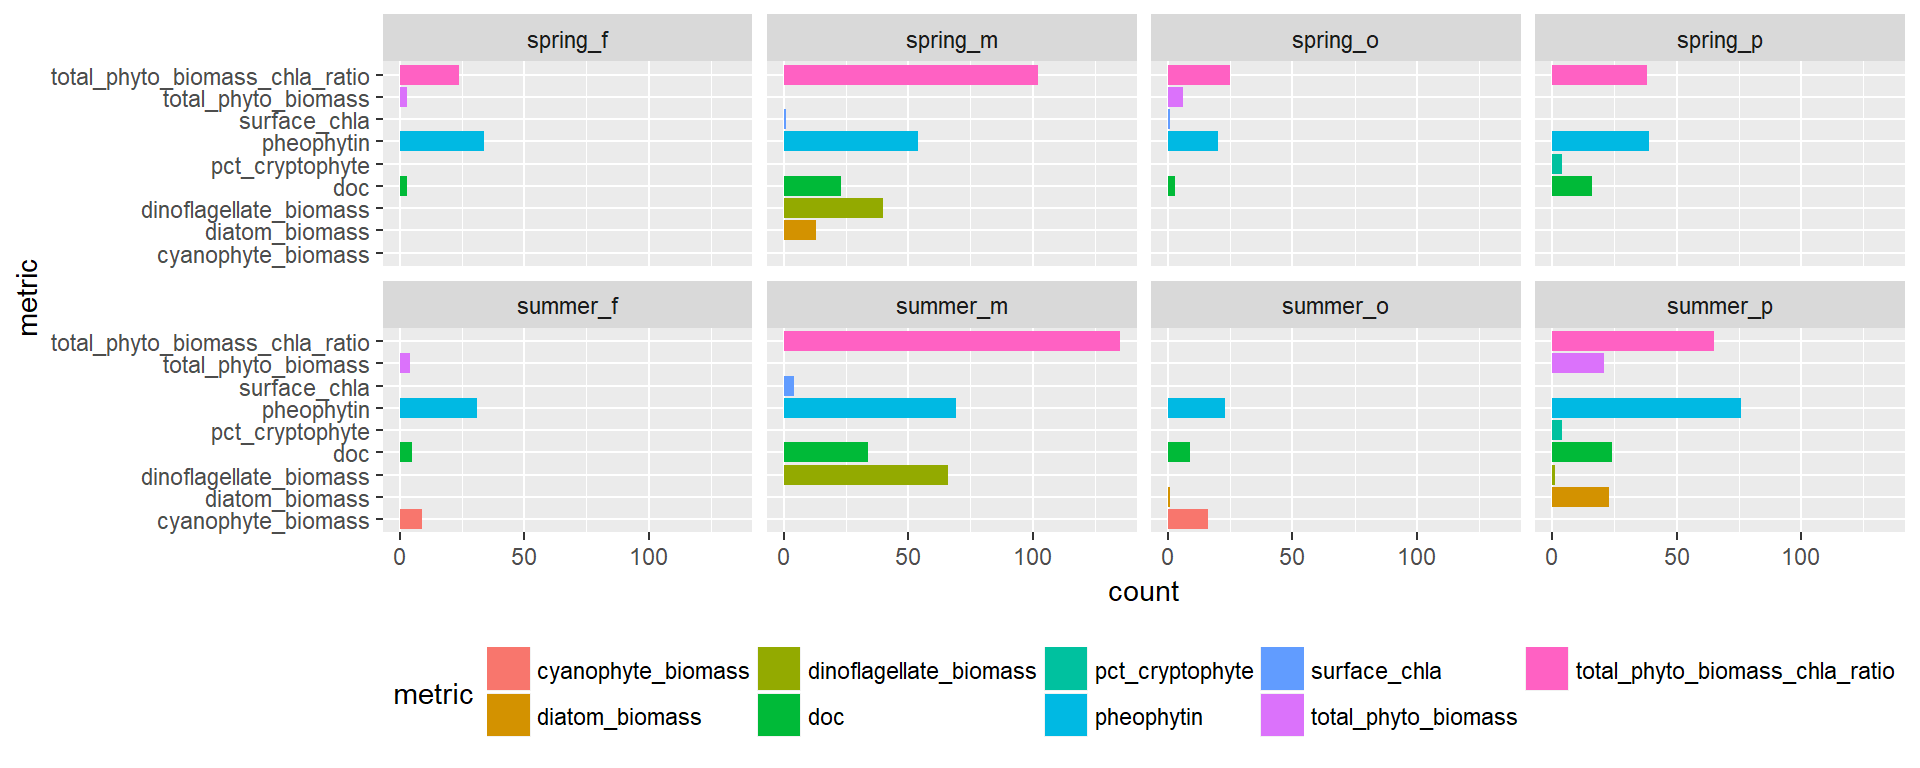 spring_f spring_m spring_o spring_p
total_phyto_biomass_chla_ratio
total_phyto_biomass
surface_chla
pheophytin
pct_cryptophyte
doc
dinoflagellate_biomass
diatom_biomass
cyanophyte_biomass
metric
summer_f summer_m summer_o summer_p
total_phyto_biomass_chla_ratio
total_phyto_biomass
surface_chla
pheophytin
pct_cryptophyte
doc
dinoflagellate_biomass
diatom_biomass
cyanophyte_biomass
0 50 100 0 50 100 0 50 100 0 50 100
count
metric
cyanophyte_biomass dinoflagellate_biomass pct_cryptophyte surface_chla total_phyto_biomass_chla_ratio
diatom_biomass doc pheophytin total_phyto_biomass